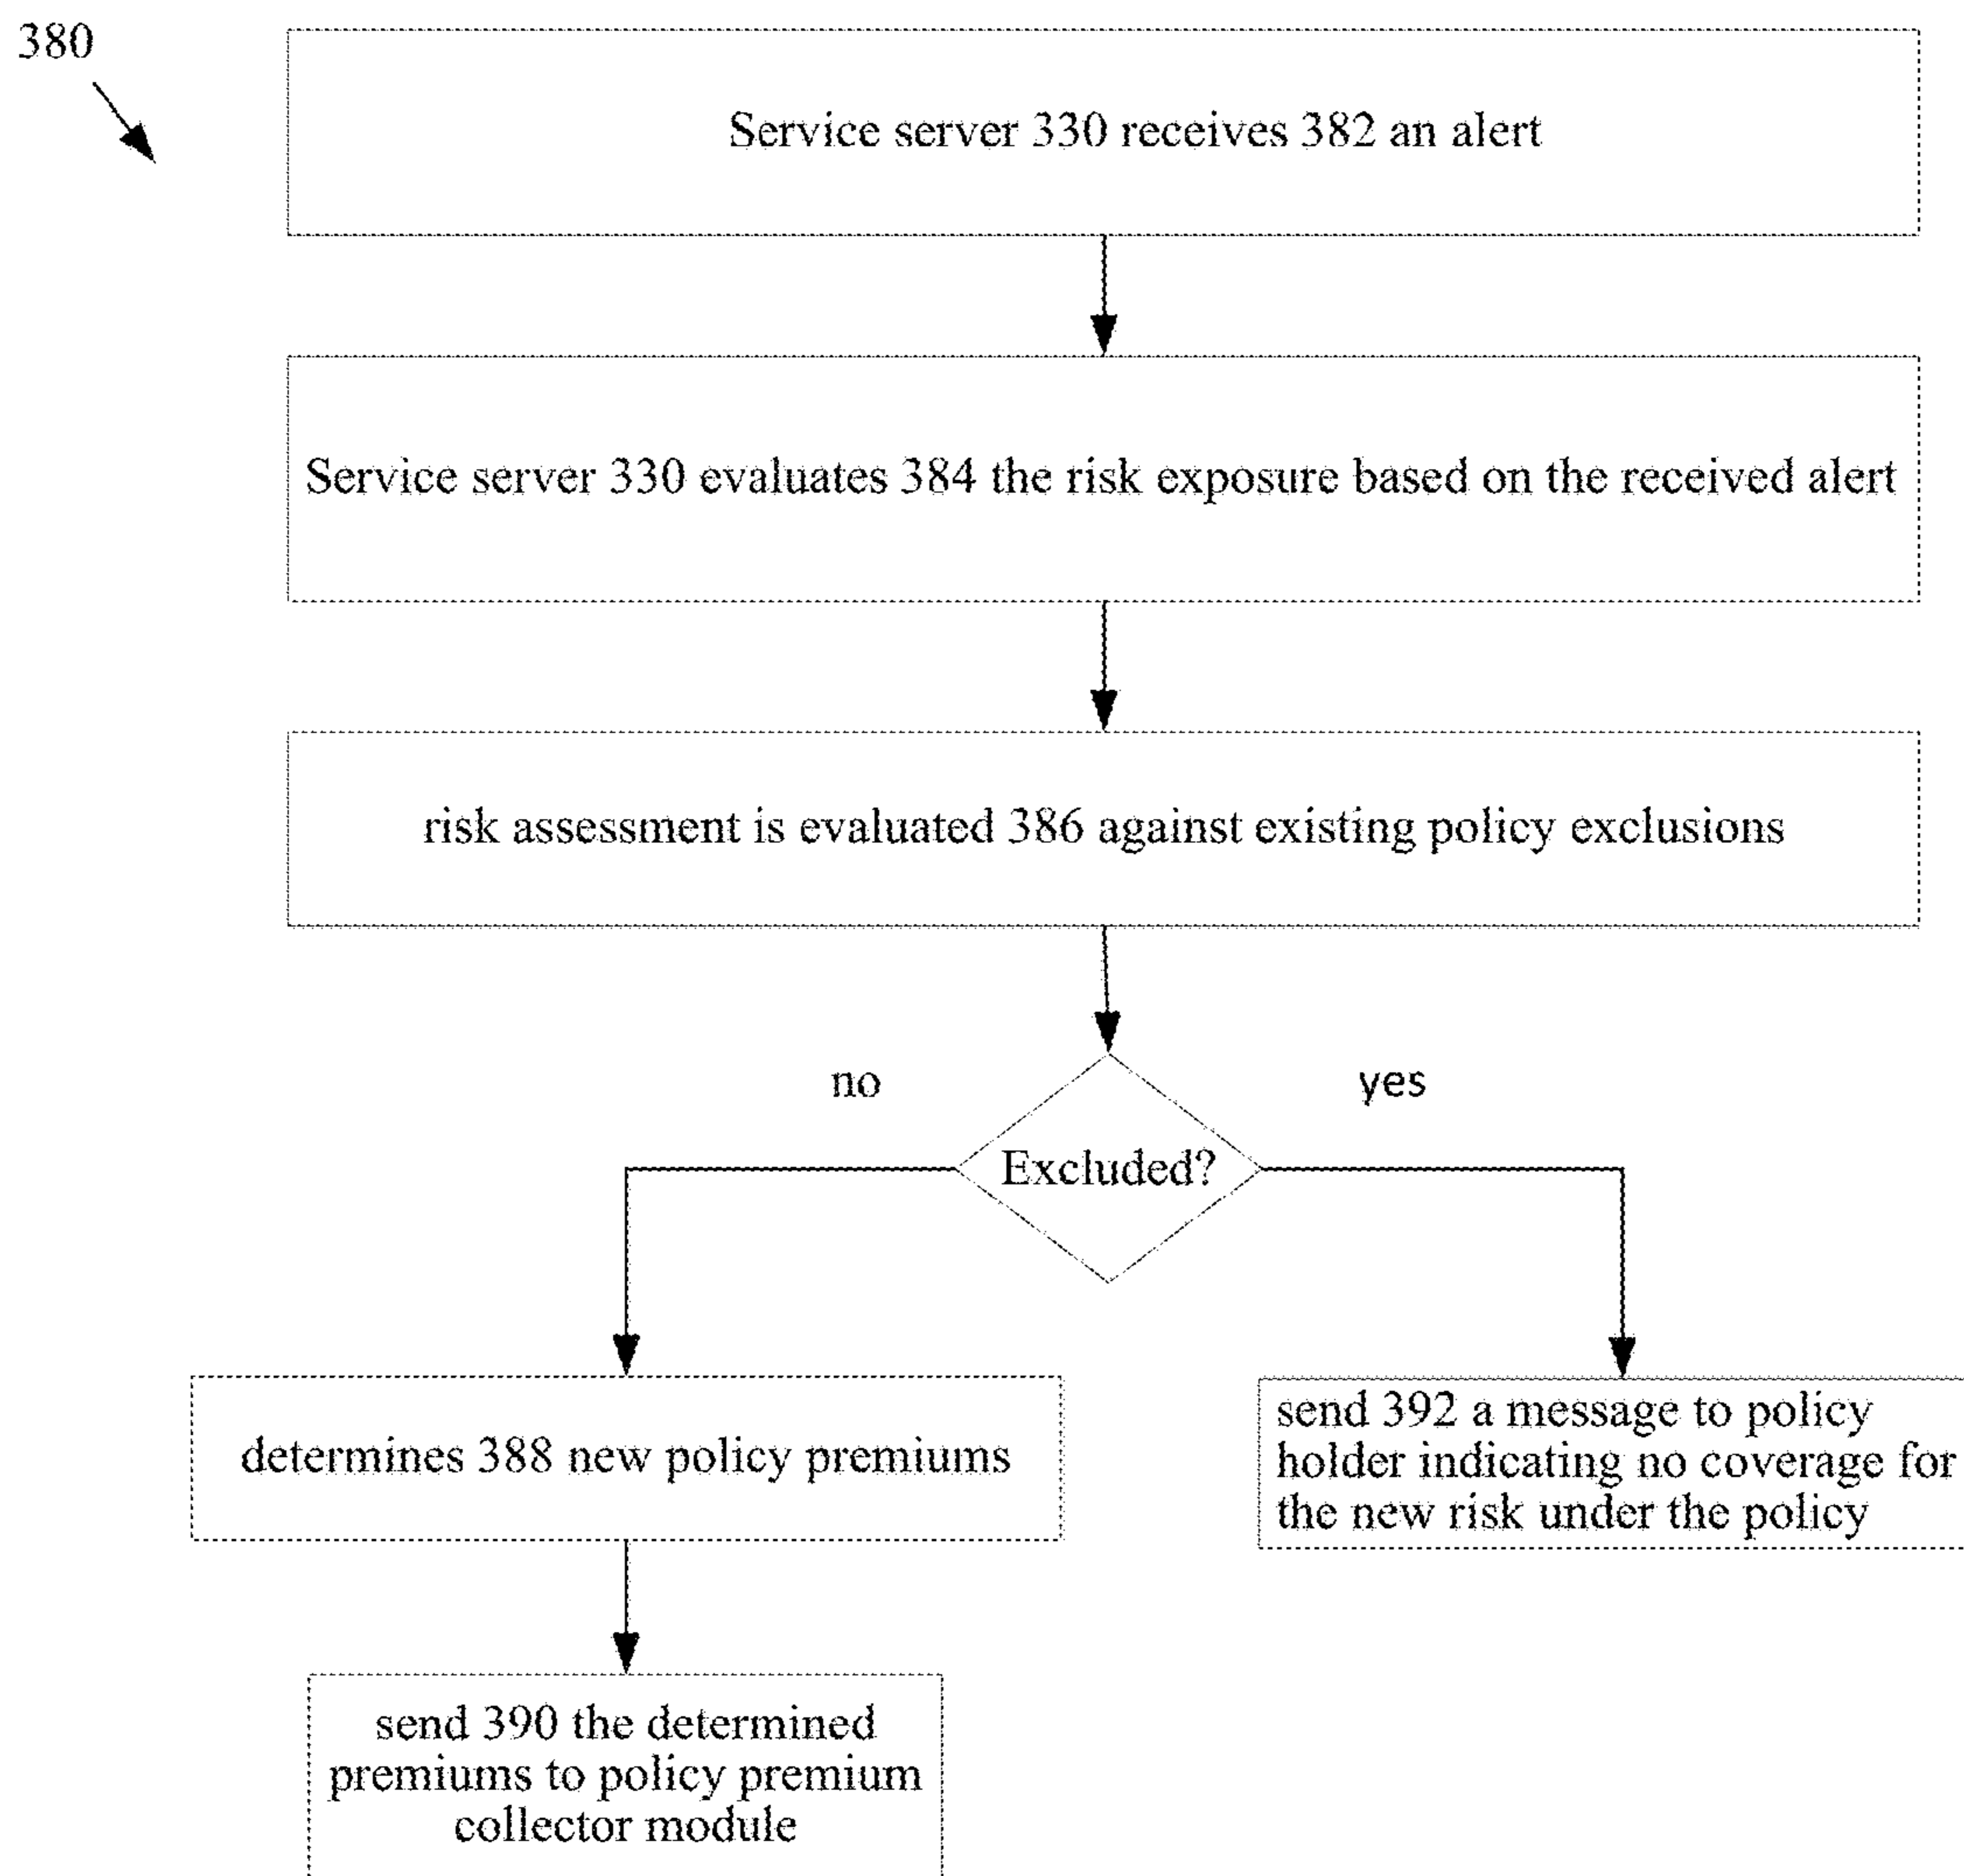 380
Service server 330 receives 382 an alert
Service server 330 evaluates 384 the risk exposure based on the received alert
risk assessment is evaluated 386 against existing policy exclusions
no
yes
Excluded?
determines 388 new policy premiums
send 392 a message to policy
holder indicating no coverage for
the new risk under the policy
send 390 the determined
premiums to policy premium
collector module